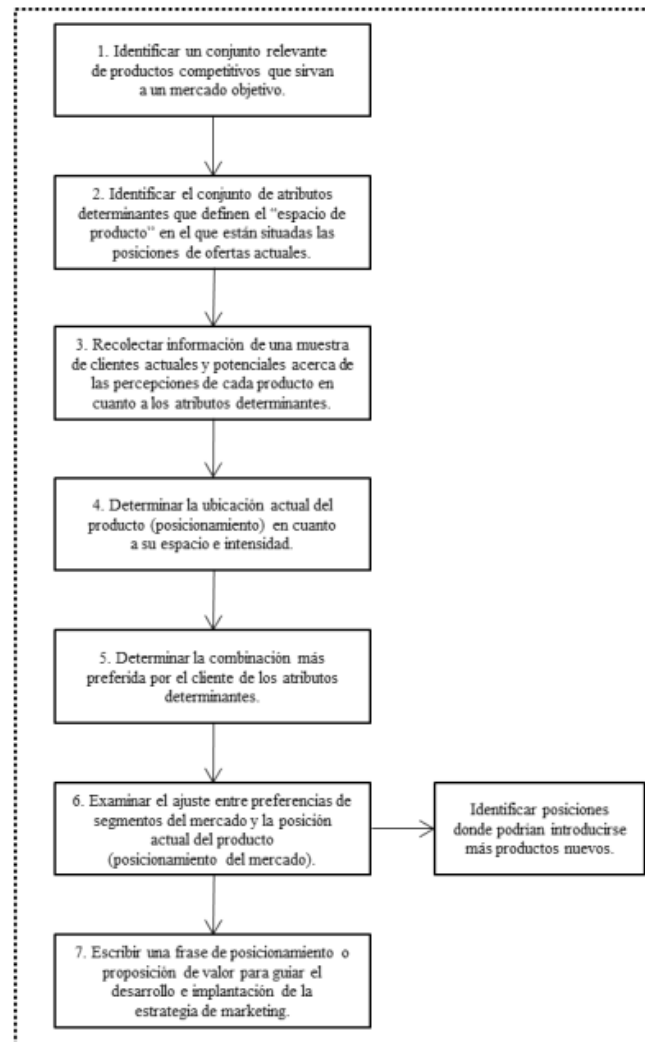 1. Identificar un conjunto relevante
de productos competitivos que sirvan
a un mercado objetivo.
2. Identificar el conjunto de atributos
determinantes que definen el “espacio de
producto” en el que están situadas las
posiciones de ofertas actuales.
3. Recolectar información de una muestra
de clientes actuales y potenciales acerca de
las percepciones de cada producto en
cuanto a los atributos determinantes.
4. Determinar la ubicación actual del
producto (posicionamiento) en cuanto
a su espacio e intensidad.
5. Determinar la combinación más
preferida por el cliente de los atributos
determinantes.
6. Examinar el ajuste entre preferencias de
segmentos del mercado y la posición
actual del producto
(posicionamiento del mercado).
Identificar posiciones
donde podrían introducirse
más productos nuevos.
7. Escribir una frase de posicionamiento o
proposición de valor para guiar el
desarrollo e implantación de la
estrategia de marketing.